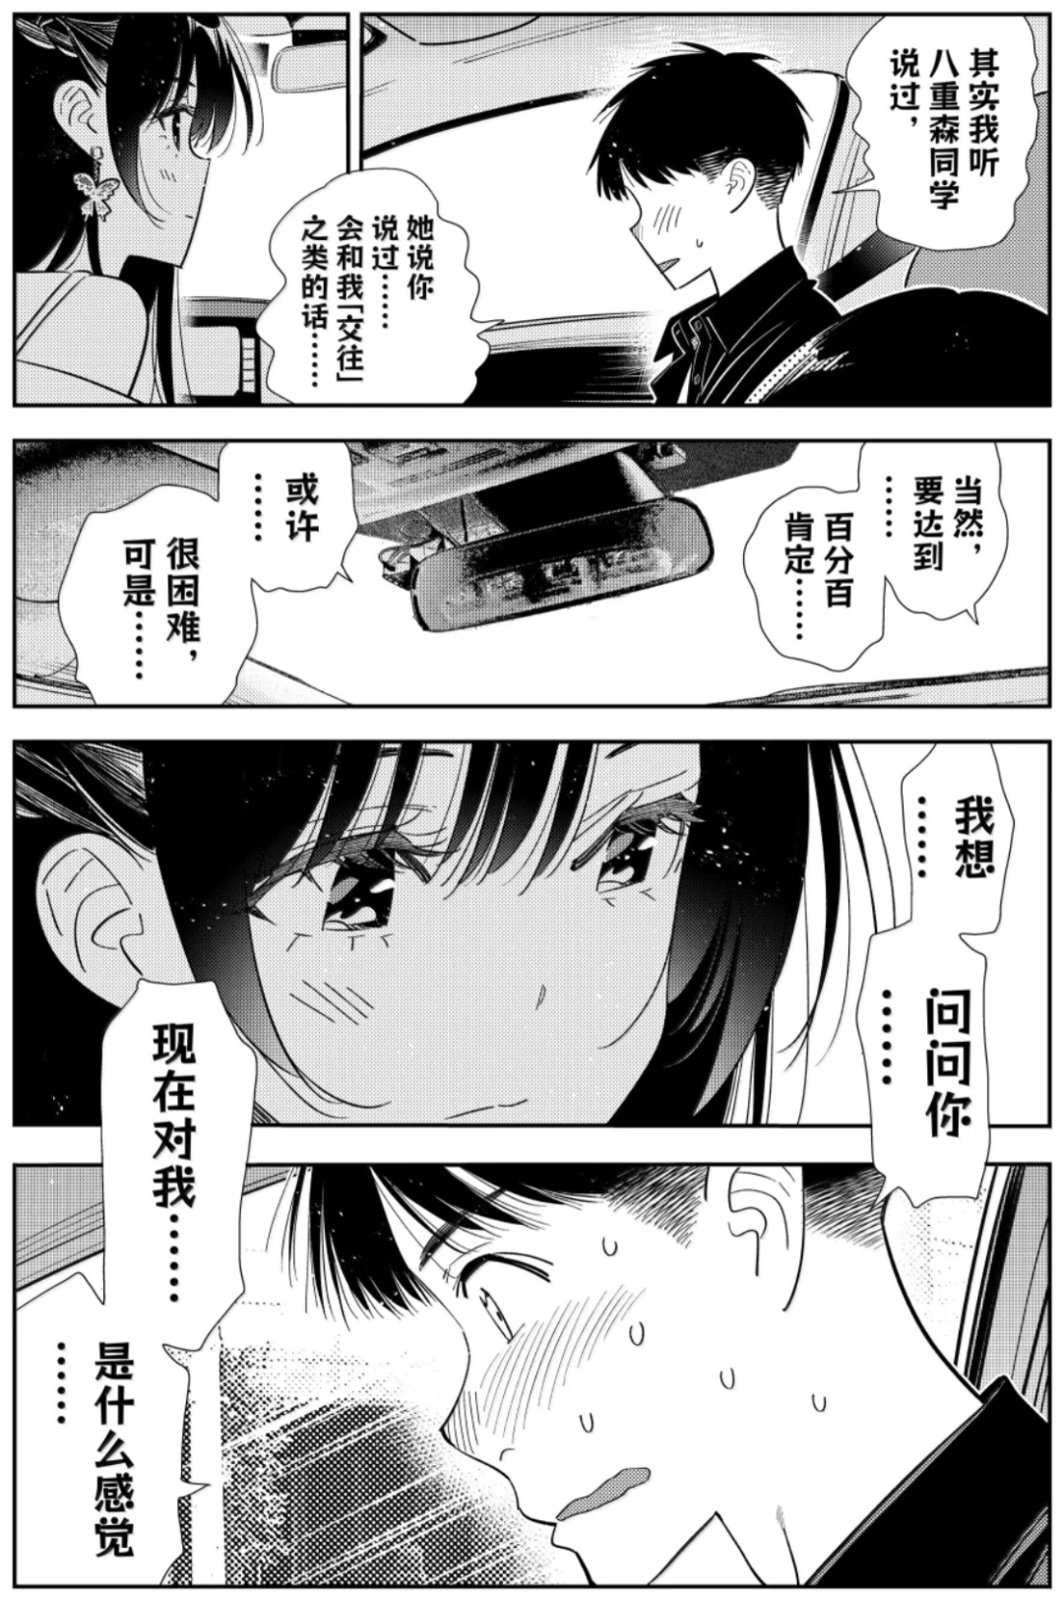 其实我听
八重森同学
说过，
她说你
说过……
会和我「交往」
之类的话……
当然，
要达到
……
百分百
肯定……
或许
……
很困难，
可是……
我想
……
问问你
……
现在对我……
是什么感觉
……